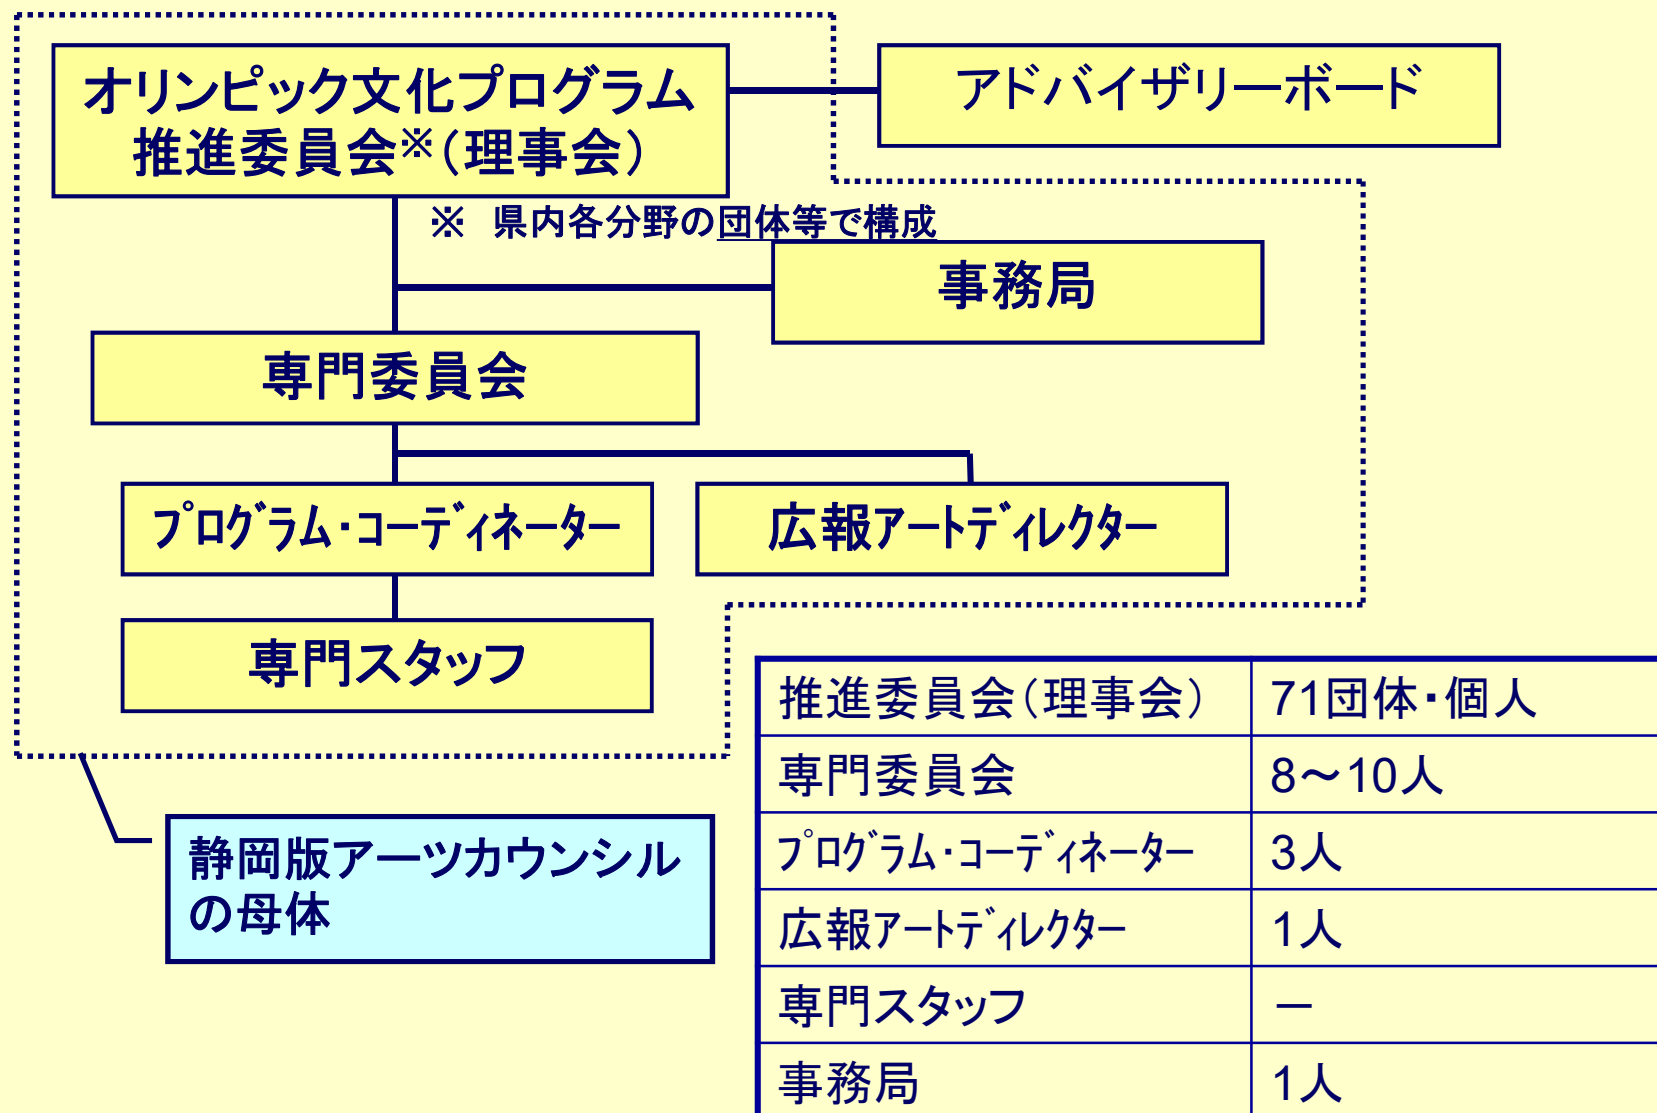 オリンピック文化プログラム
推進委員会※(理事会)
アドバイザリーボード
※　県内各分野の団体等で構成
事務局
専門委員会
ﾌﾟﾛｸﾞﾗﾑ・ｺｰﾃﾞｨﾈｰﾀｰ
広報ｱｰﾄﾃﾞｨﾚｸﾀｰ
専門スタッフ
静岡版アーツカウンシル
の母体
推進委員会(理事会)　71団体・個人
専門委員会　8～10人
ﾌﾟﾛｸﾞﾗﾑ・ｺｰﾃﾞｨﾈｰﾀｰ　3人
広報ｱｰﾄﾃﾞｨﾚｸﾀｰ　1人
専門スタッフ　－
事務局　1人